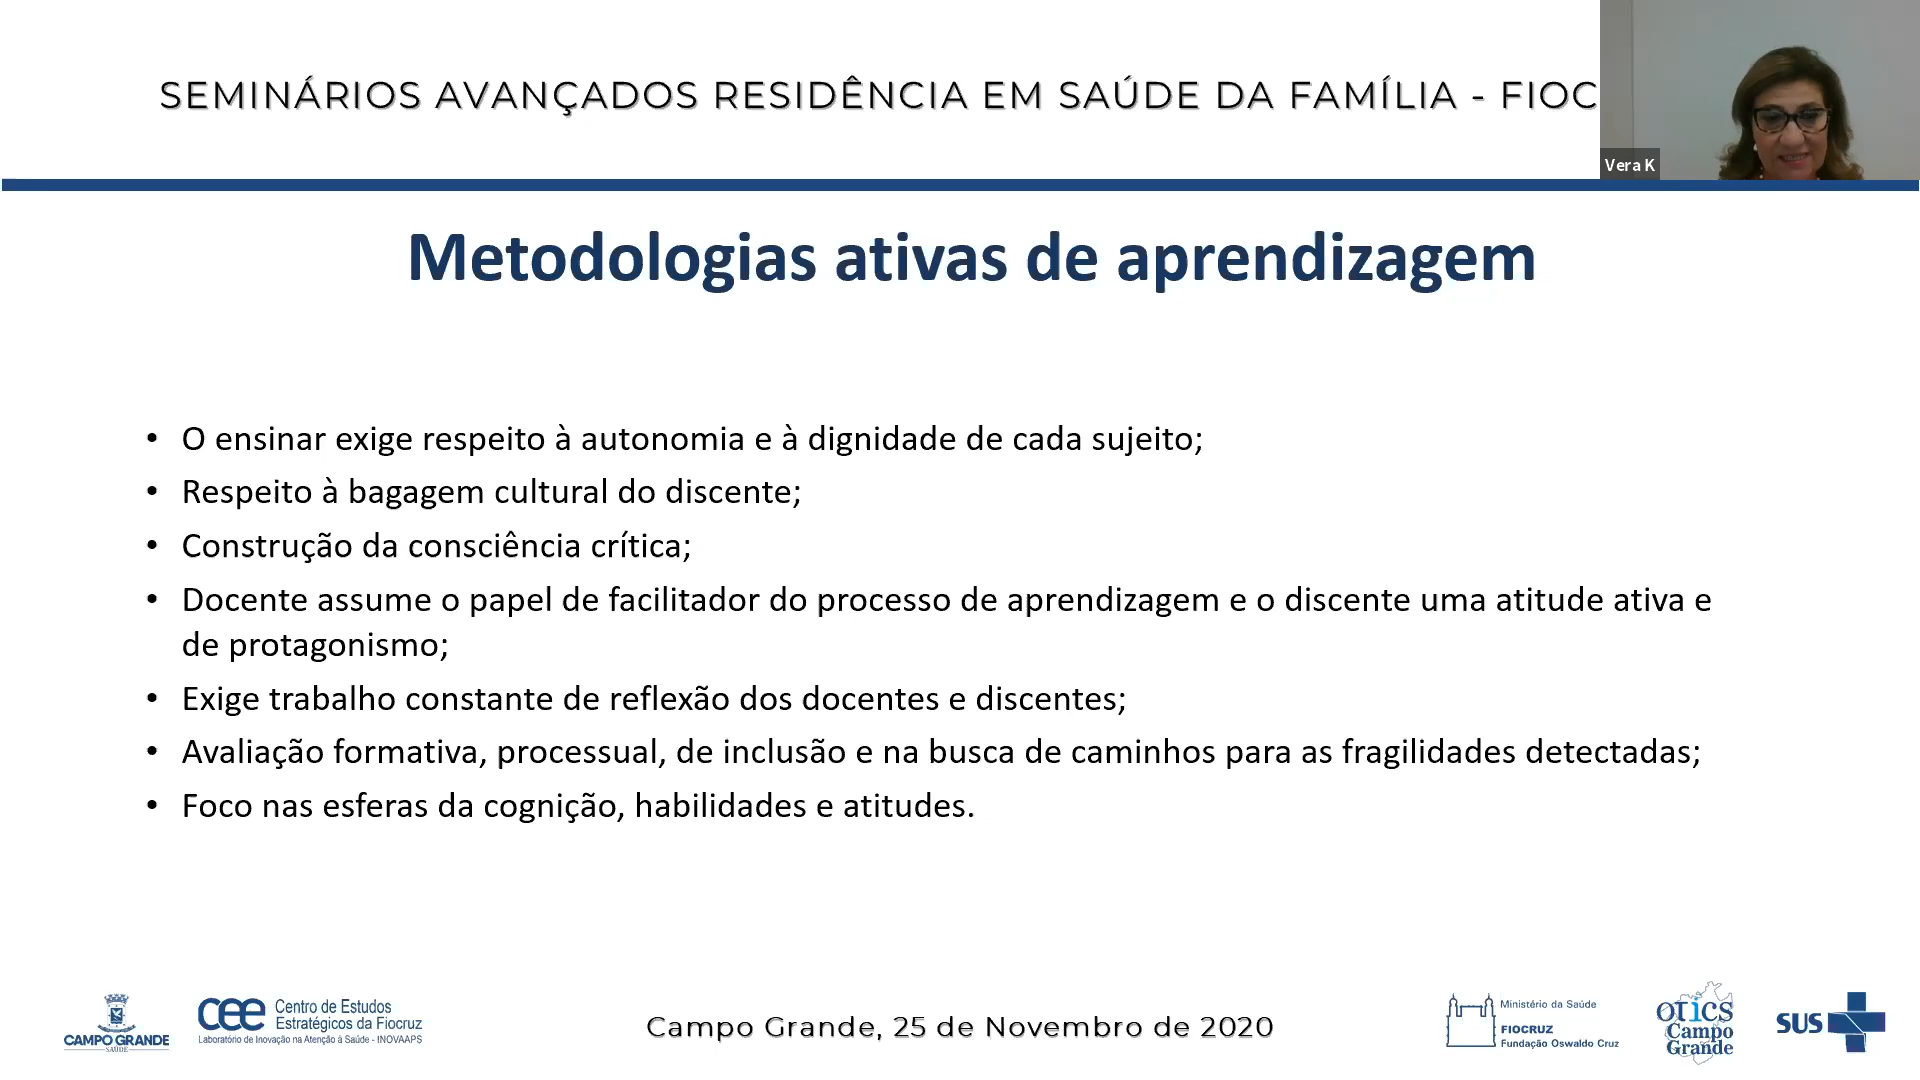 SEMINÁRIOS AVANÇADOS RESIDÊNCIA EM SAÚDE DA FAMÍLIA - FIOC
Vera K
Metodologias ativas de aprendizagem
• O ensinar exige respeito à autonomia e à dignidade de cada sujeito;
• Respeito à bagagem cultural do discente;
• Construção da consciência crítica;
• Docente assume o papel de facilitador do processo de aprendizagem e o discente uma atitude ativa e
de protagonismo;
• Exige trabalho constante de reflexão dos docentes e discentes;
• Avaliação formativa, processual, de inclusão e na busca de caminhos para as fragilidades detectadas;
• Foco nas esferas da cognição, habilidades e atitudes.
CAMPO GRANDE
SAÚDE
cee
Centro de Estudos
Estratégicos da Fiocruz
Laboratório de Inovação na Atenção à Saúde - INOVAAPS
Campo Grande, 25 de Novembro de 2020
Ministério da Saúde
FIOCRUZ
Fundação Oswaldo Cruz
OTICS
Campo
Grande
SUS